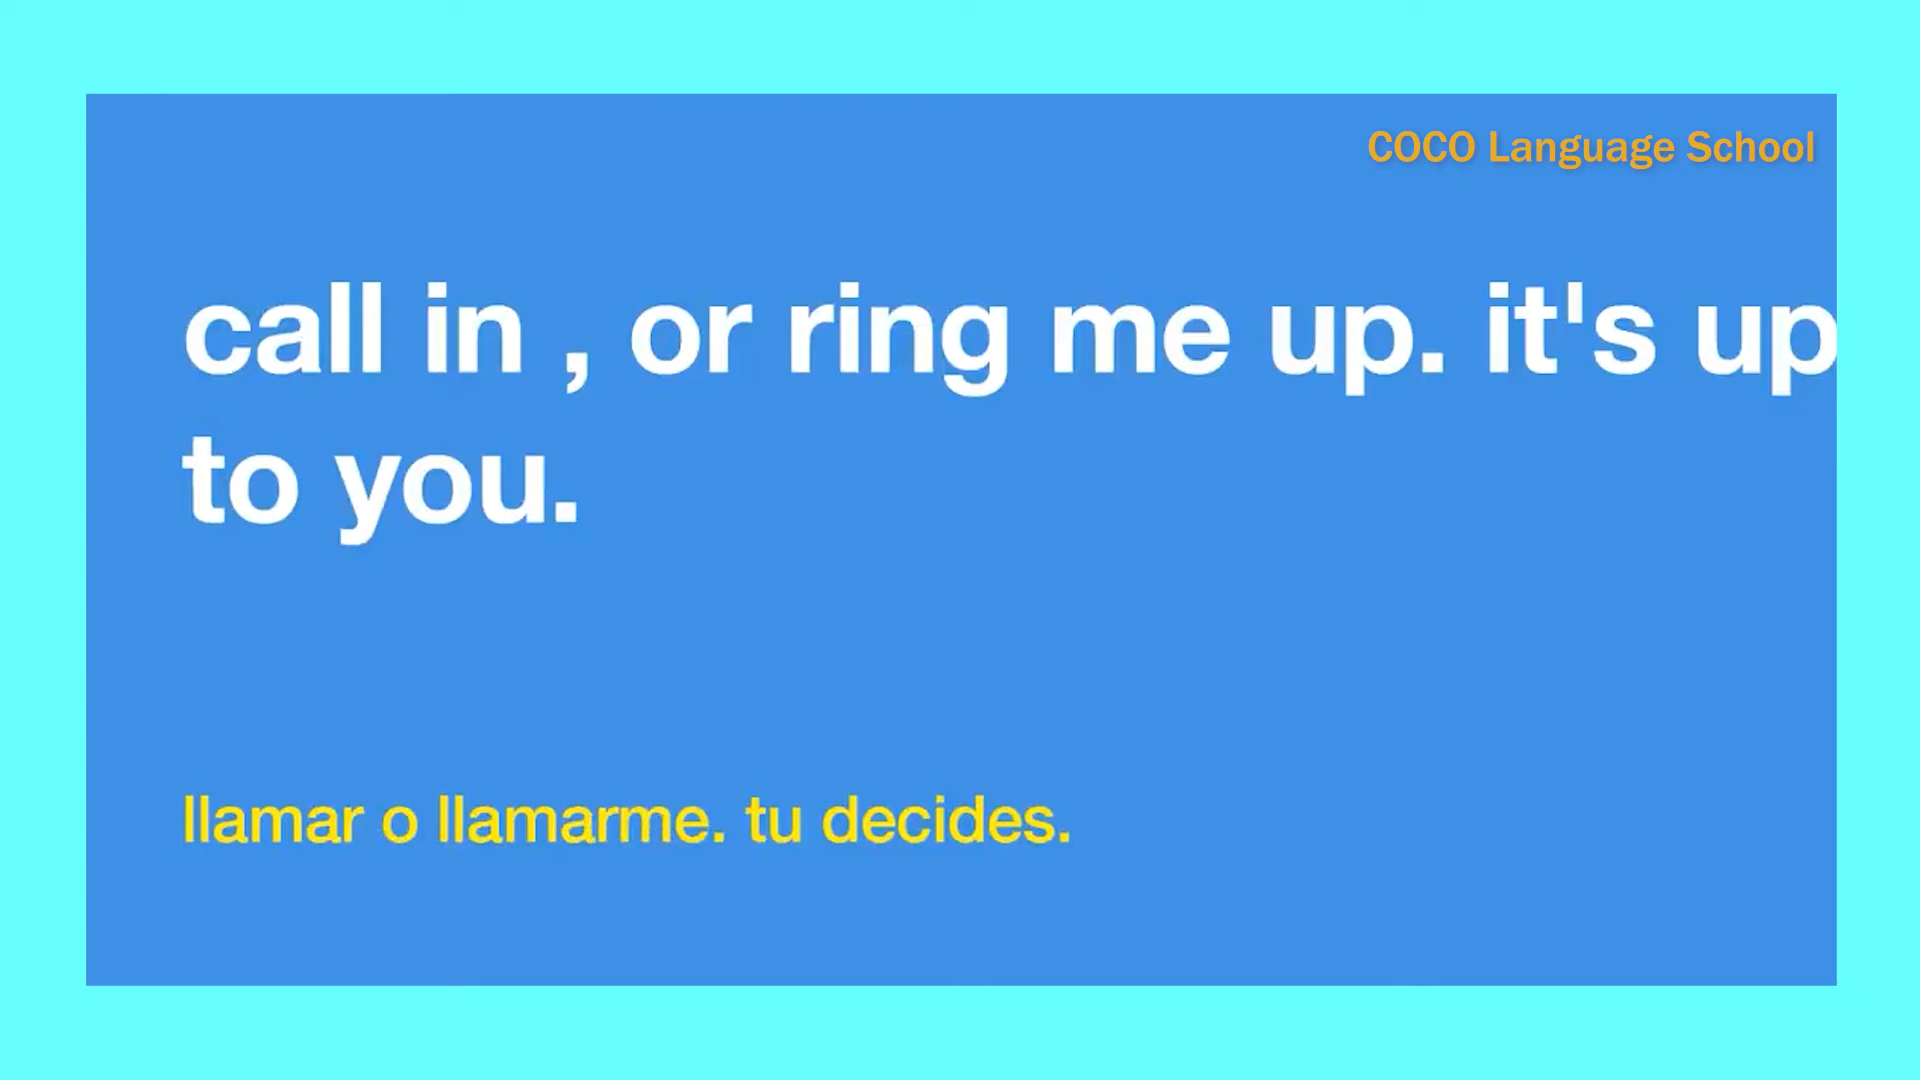 COCO Language School
call in , or ring me up. it's up
to you.
llamar o llamarme. tu decides.